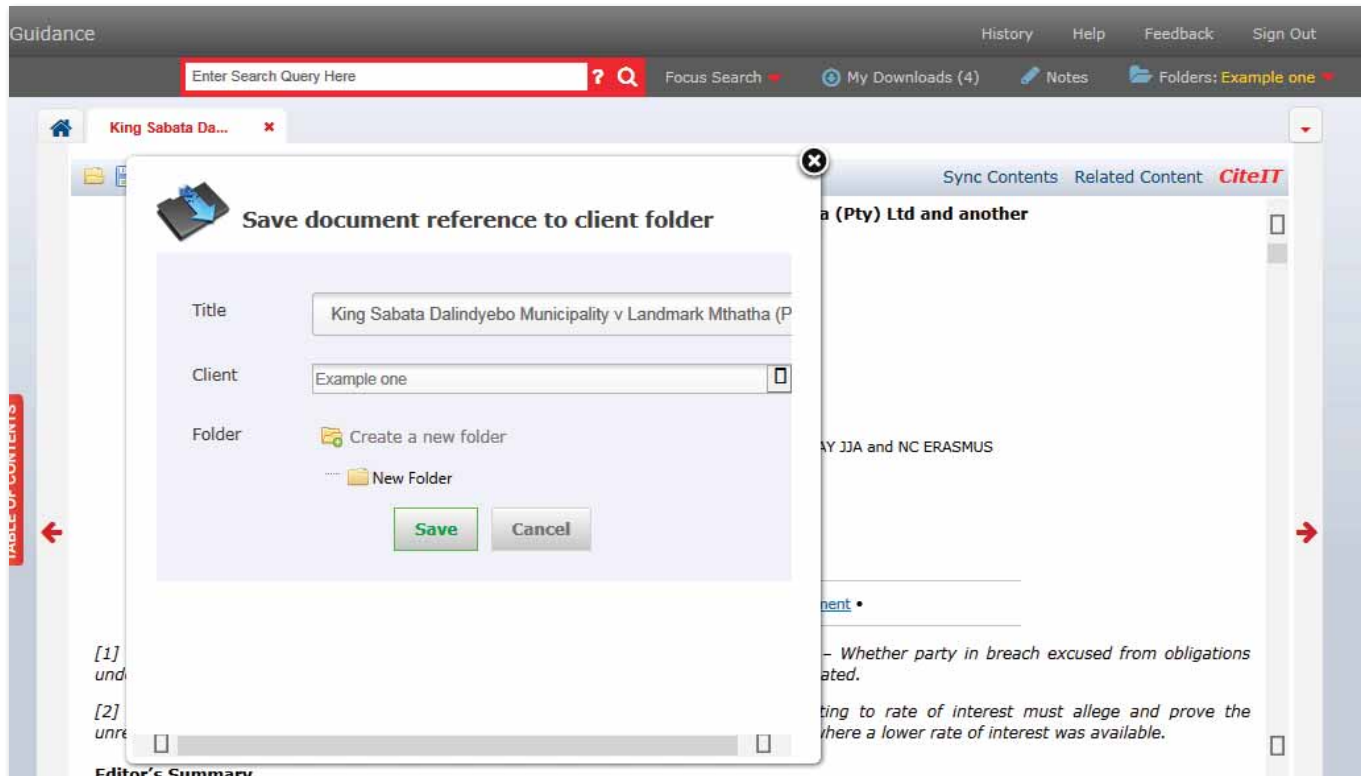 Guidance
History Help Feedback Sign Out
Enter Search Query Here ? Focus Search My Downloads (4) Notes Folders: Example one
King Sabata Da...
Sync Contents Related Content CiteIT
Save document reference to client folder
a (Pty) Ltd and another
Title King Sabata Dalindyebo Municipality v Landmark Mthatha (P
Client Example one
Folder Create a new folder
AY JJA and NC ERASMUS
New Folder
TABLE OF CONTENTS
Save Cancel
ment •
[1] – Whether party in breach excused from obligations
unde ated.
[2] ting to rate of interest must allege and prove the
unre here a lower rate of interest was available.
Editor's Summary